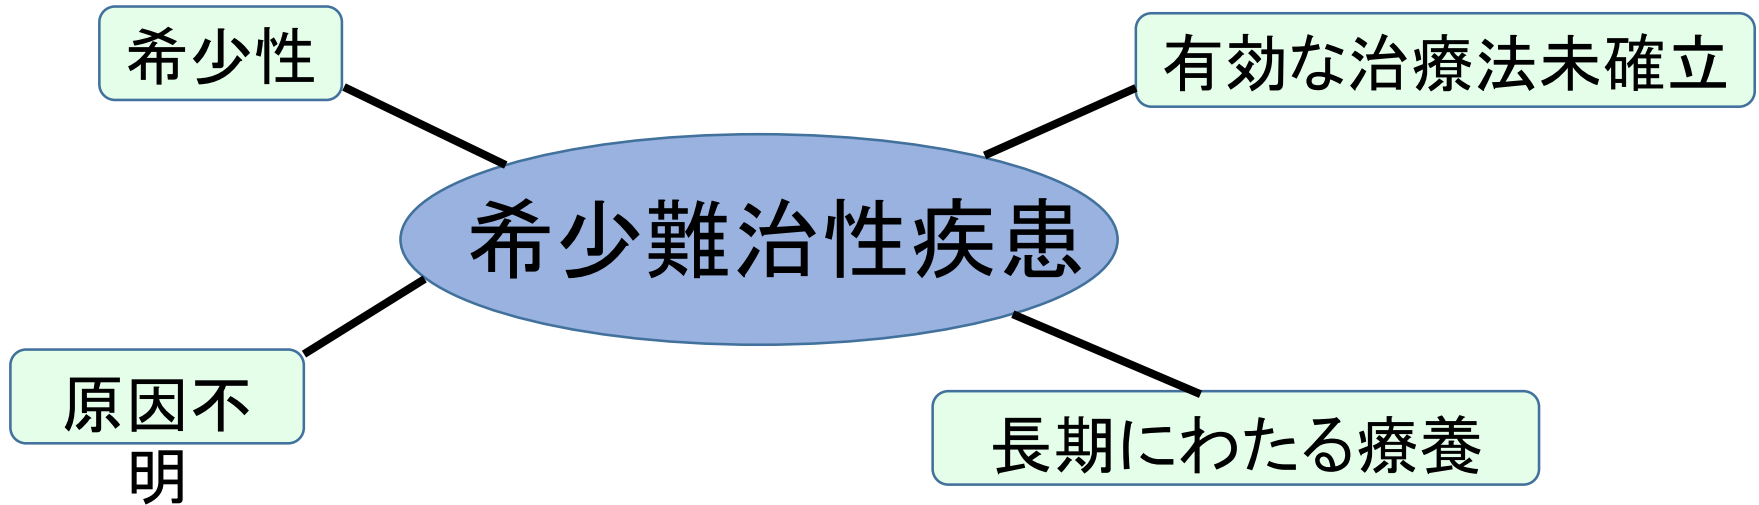 希少性
有効な治療法未確立
希少難治性疾患
原因不
明
長期にわたる療養